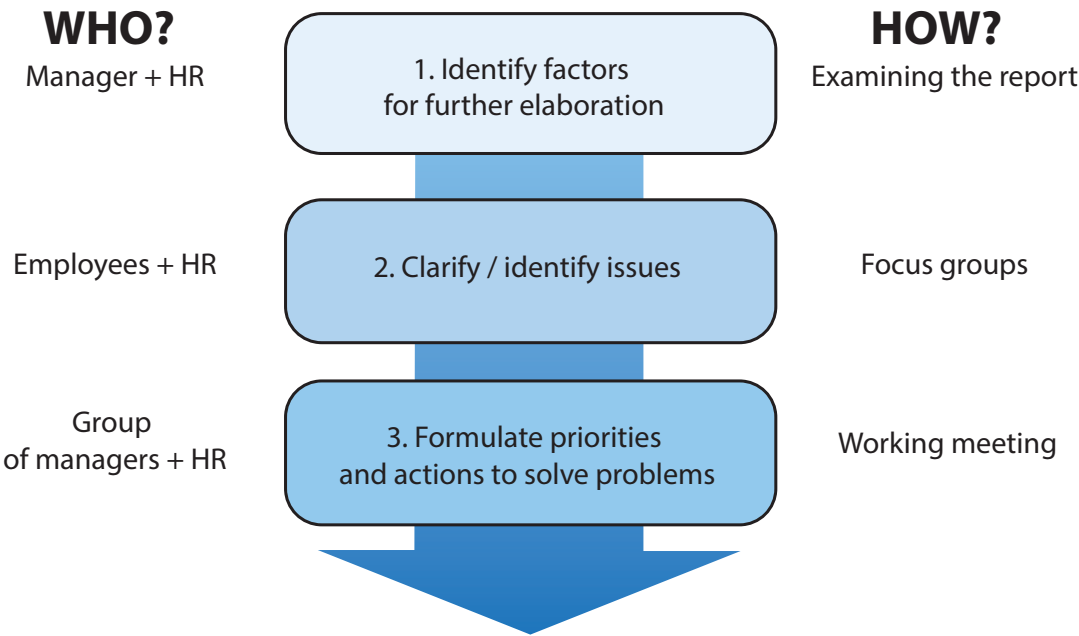 WHO?
HOW?
Manager + HR
1. Identify factors
for further elaboration
Examining the report
Employees + HR
2. Clarify / identify issues
Focus groups
Group
of managers + HR
3. Formulate priorities
and actions to solve problems
Working meeting